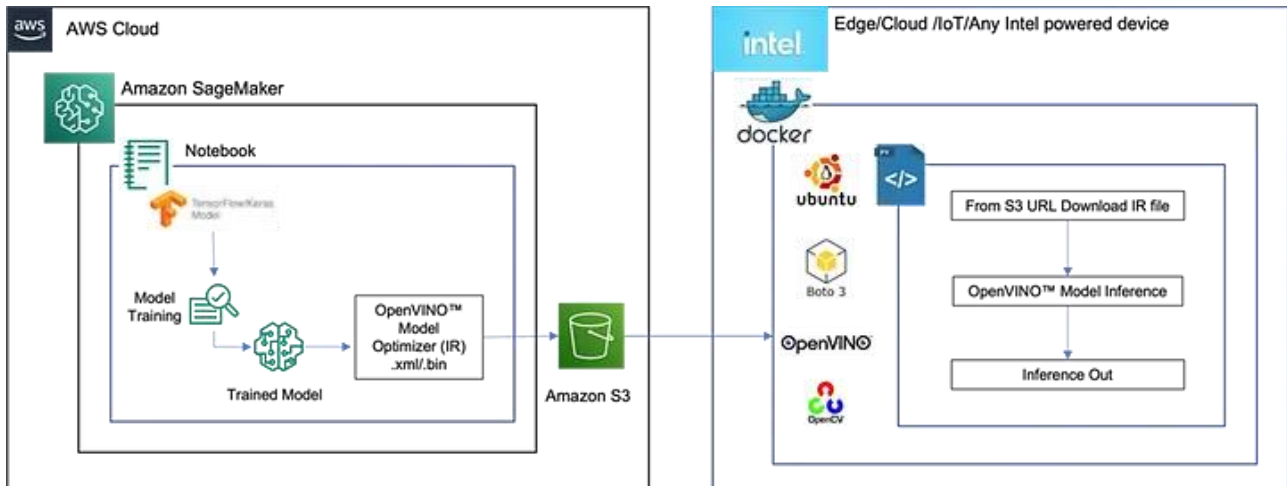 aws
AWS Cloud
Amazon SageMaker
Notebook
TensorFlow/Keras
Model
Model
Training
Trained Model
OpenVINO™
Model
Optimizer (IR)
.xml/.bin
Amazon S3
intel
Edge/Cloud /IoT/Any Intel powered device
docker
ubuntu
Boto 3
OpenVINO
OpenCV
PY
</>
From S3 URL Download IR file
OpenVINO™ Model Inference
Inference Out